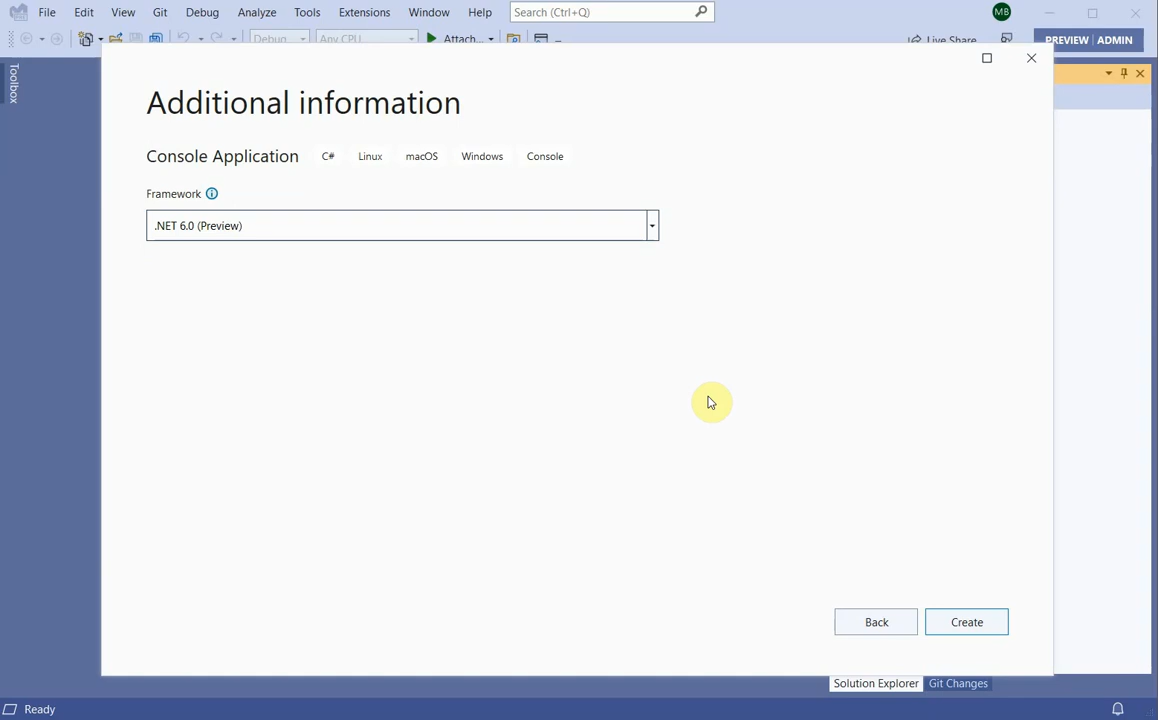 File Edit View Git Debug Analyze Tools Extensions Window Help Search (Ctrl+Q) MB
Debug Any CPU Attach... Live Share PREVIEW ADMIN
Toolbox
Additional information
Console Application C# Linux macOS Windows Console
Framework
.NET 6.0 (Preview)
Back Create
Solution Explorer Git Changes
Ready